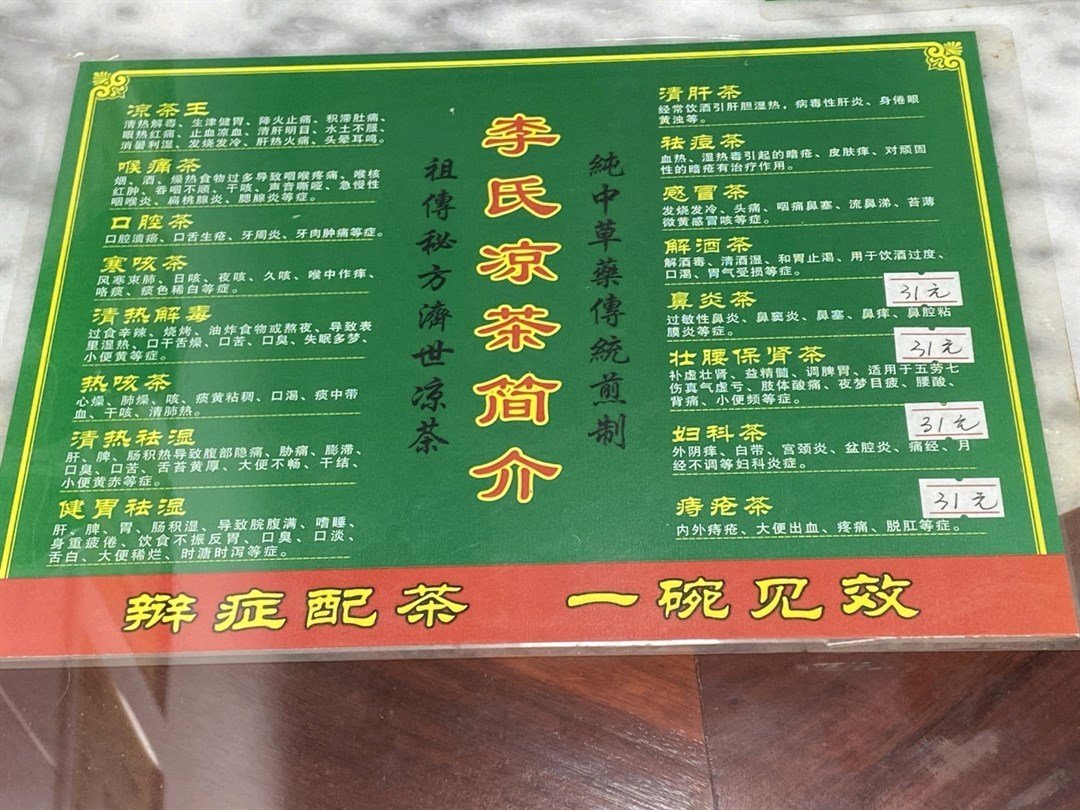 凉茶王
清热解毒、生津健胃、降火止痛、积滞肚痛、
眼热红痛、止血凉血、清肝明目、水土不服、
消暑利湿、发烧发冷、肝热火痛、头晕耳鸣。
喉痛茶
烟、酒、燥热食物过多导致咽喉疼痛、喉核
红肿、吞咽不顺、干咳、声音嘶哑、急慢性
咽喉炎、扁桃腺炎、腮腺炎等症。
口腔茶
口腔溃疡、口舌生疮、牙周炎、牙肉肿痛等症。
寒咳茶
风寒束肺、日咳、夜咳、久咳、喉中作痒、
咯痰、痰色稀白等症。
清热解毒
过食辛辣、烧烤、油炸食物或熬夜、导致表
里湿热、口干舌燥、口苦、口臭、失眠多梦、
小便黄等症。
热咳茶
心燥、肺燥、咳、痰黄粘稠、口渴、痰中带
血、干咳、清肺热。
清热祛湿
肝、脾、肠积热导致腹部隐痛、胁痛、膨滞、
口臭、口苦、舌苔黄厚、大便不畅、干结、
小便黄赤等症。
健胃祛湿
肝、脾、胃、肠积湿、导致脘腹满、嗜睡、
身重疲倦、饮食不振反胃、口臭、口淡、
舌白、大便稀烂、时溏时泻等症。
祖傳秘方濟世凉茶
李氏凉茶简介
純中草藥傳統煎制
清肝茶
经常饮酒引肝胆湿热，病毒性肝炎、身倦眼
黄浊等。
祛痘茶
血热、湿热毒引起的暗疮、皮肤痒、对顽固
性的暗疮有治疗作用。
感冒茶
发烧发冷、头痛、咽痛鼻塞、流鼻涕、苔薄
微黄感冒咳等症。
解酒茶
解酒毒、清酒湿、和胃止渴、用于饮酒过度、
口渴、胃气受损等症。
鼻炎茶
31元
过敏性鼻炎、鼻窦炎、鼻塞、鼻痒、鼻腔粘
膜炎等症。
壮腰保肾茶
31元
补虚壮肾、益精髓、调脾胃、适用于五劳七
伤真气虚亏、肢体酸痛、夜梦目疲、腰酸、
背痛、小便频等症。
妇科茶
31元
外阴痒、白带、宫颈炎、盆腔炎、痛经、月
经不调等妇科炎症。
痔疮茶
31元
内外痔疮、大便出血、疼痛、脱肛等症。
辩症配茶 一碗见效